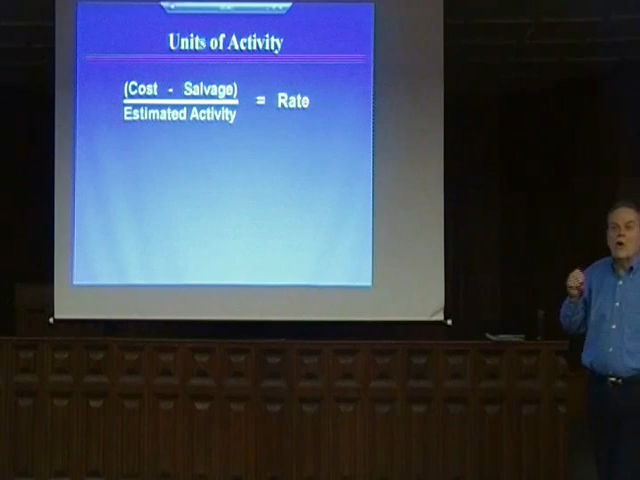 Units of Activity
(Cost - Salvage)
Estimated Activity
= Rate